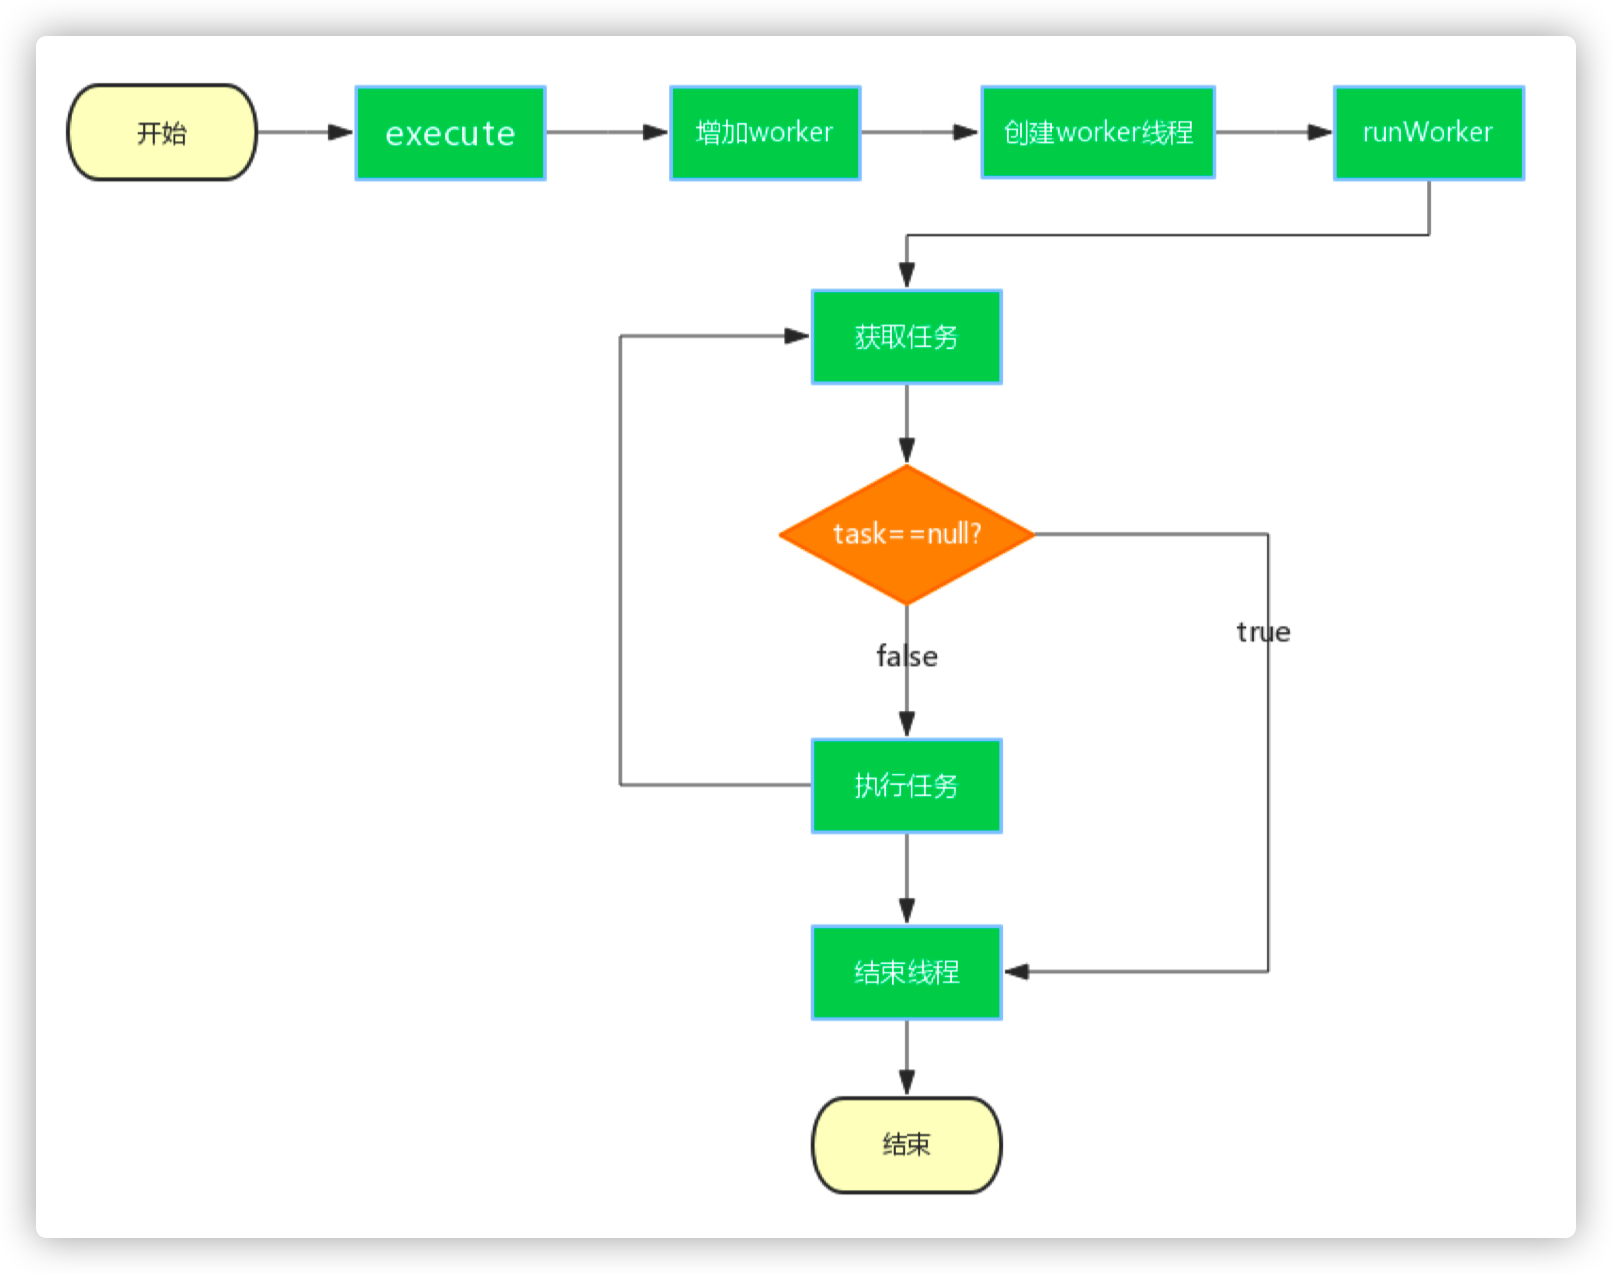 开始
execute
增加worker
创建worker线程
runWorker
获取任务
task==null?
false
true
执行任务
结束线程
结束